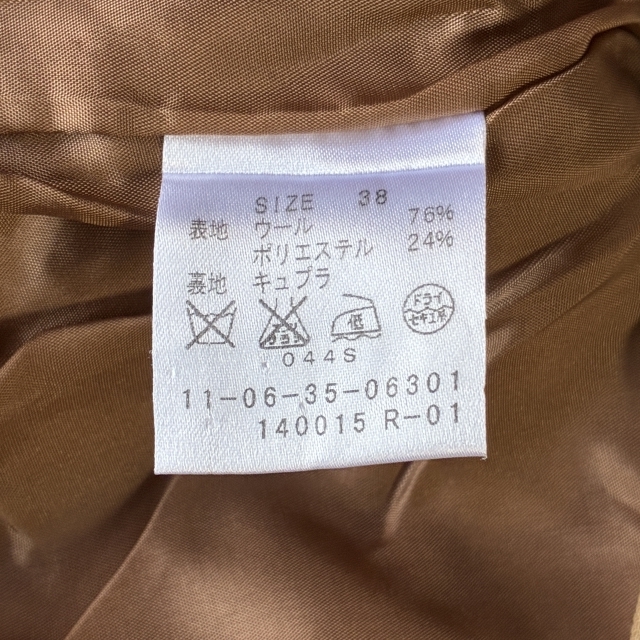 SIZE 38
表地 ウール 76%
ポリエステル 24%
裏地 キュプラ
低 ドライ
セキユ系
044S
11-06-35-06301
140015 R-01